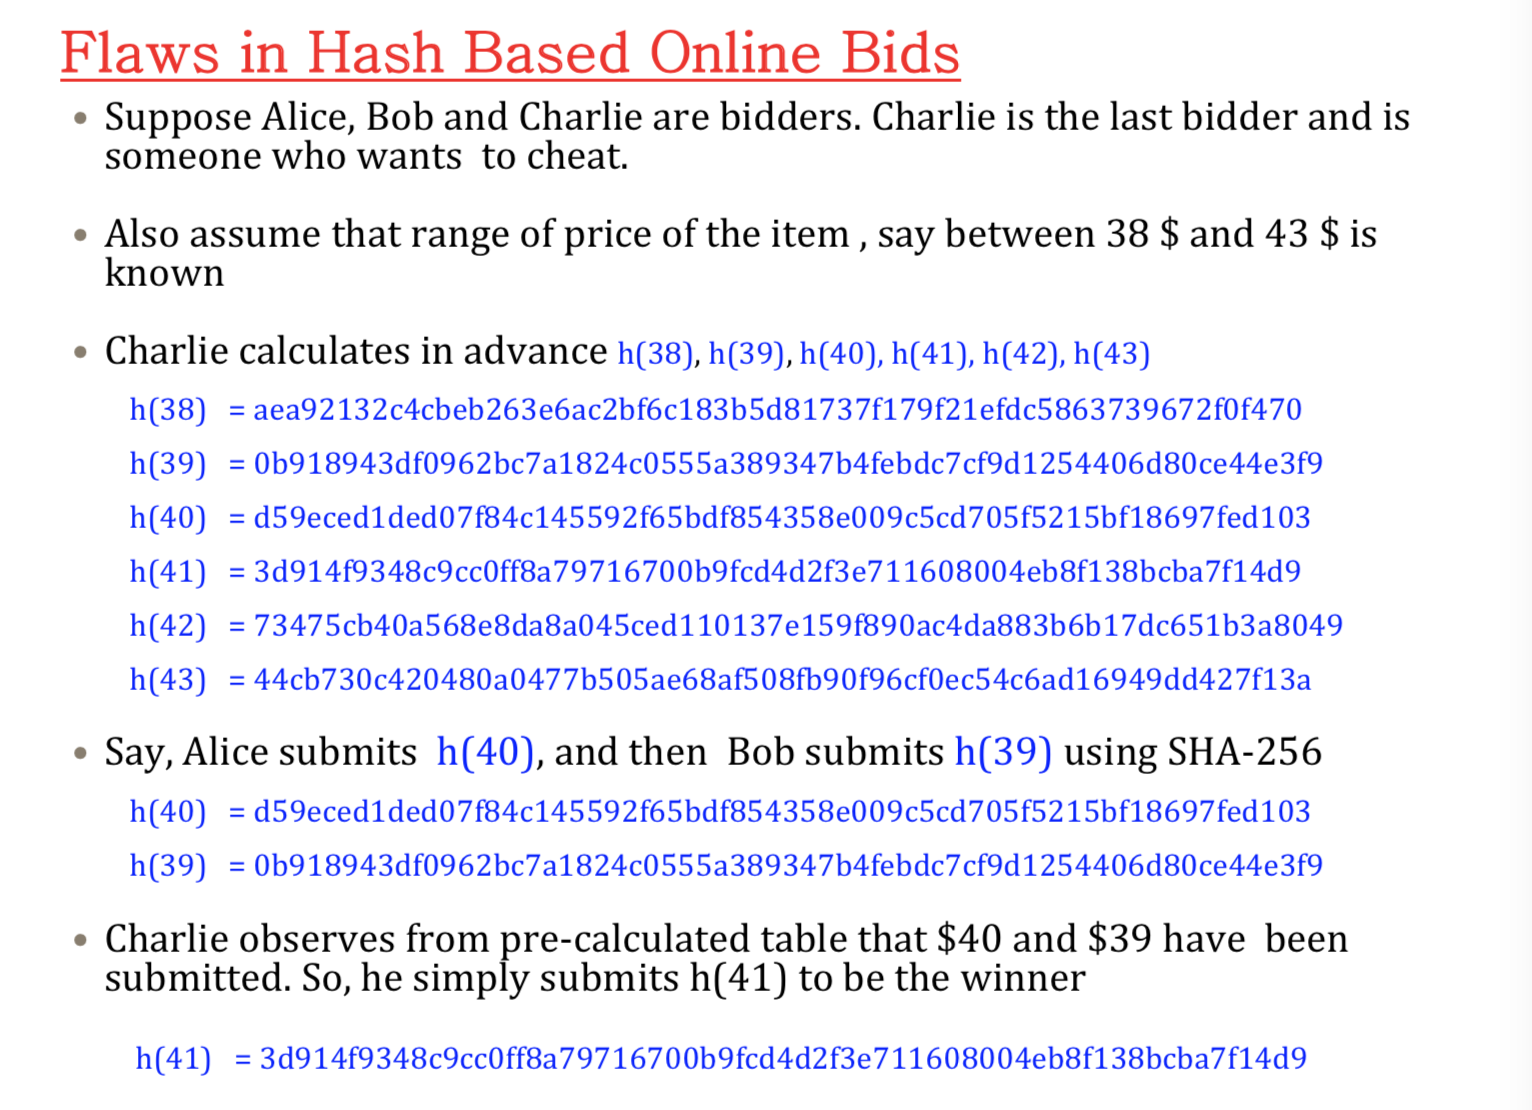 Flaws in Hash Based Online Bids
• Suppose Alice, Bob and Charlie are bidders. Charlie is the last bidder and is
someone who wants to cheat.
• Also assume that range of price of the item , say between 38 $ and 43 $ is
known
• Charlie calculates in advance h(38), h(39), h(40), h(41), h(42), h(43)
h(38) = aea92132c4cbeb263e6ac2bf6c183b5d81737f179f21efdc5863739672f0f470
h(39) = 0b918943df0962bc7a1824c0555a389347b4febdc7cf9d1254406d80ce44e3f9
h(40) = d59eced1ded07f84c145592f65bdf854358e009c5cd705f5215bf18697fed103
h(41) = 3d914f9348c9cc0ff8a79716700b9fcd4d2f3e711608004eb8f138bcba7f14d9
h(42) = 73475cb40a568e8da8a045ced110137e159f890ac4da883b6b17dc651b3a8049
h(43) = 44cb730c420480a0477b505ae68af508fb90f96cf0ec54c6ad16949dd427f13a
• Say, Alice submits h(40), and then Bob submits h(39) using SHA-256
h(40) = d59eced1ded07f84c145592f65bdf854358e009c5cd705f5215bf18697fed103
h(39) = 0b918943df0962bc7a1824c0555a389347b4febdc7cf9d1254406d80ce44e3f9
• Charlie observes from pre-calculated table that $40 and $39 have been
submitted. So, he simply submits h(41) to be the winner
h(41) = 3d914f9348c9cc0ff8a79716700b9fcd4d2f3e711608004eb8f138bcba7f14d9